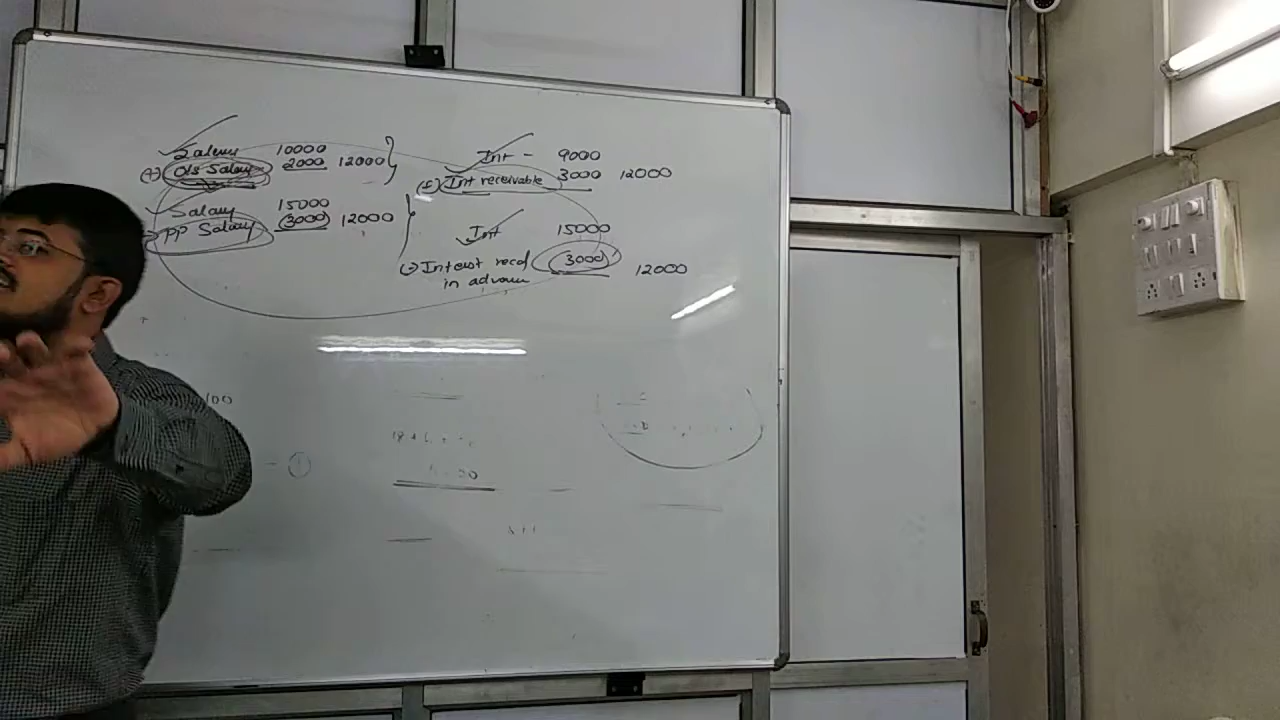 Salary 10000
(+) O/s Salary 2000 12000
Salary 15000
PP Salary (3000) 12000
Int - 9000
(+) Int receivable 3000 12000
Int 15000
(-) Interest recd (3000) 12000
in advance